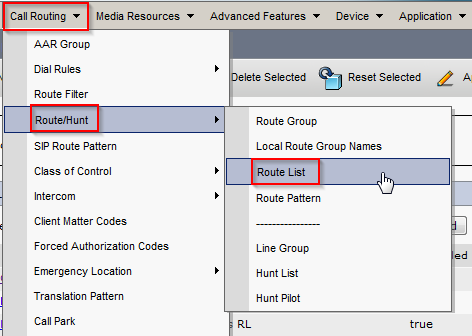 Call Routing Media Resources Advanced Features Device Application
AAR Group
Dial Rules
Route Filter
Route/Hunt
SIP Route Pattern
Class of Control
Intercom
Client Matter Codes
Forced Authorization Codes
Emergency Location
Translation Pattern
Call Park
Delete Selected Reset Selected
Route Group
Local Route Group Names
Route List
Route Pattern
----------------
Line Group
Hunt List
Hunt Pilot
RL true